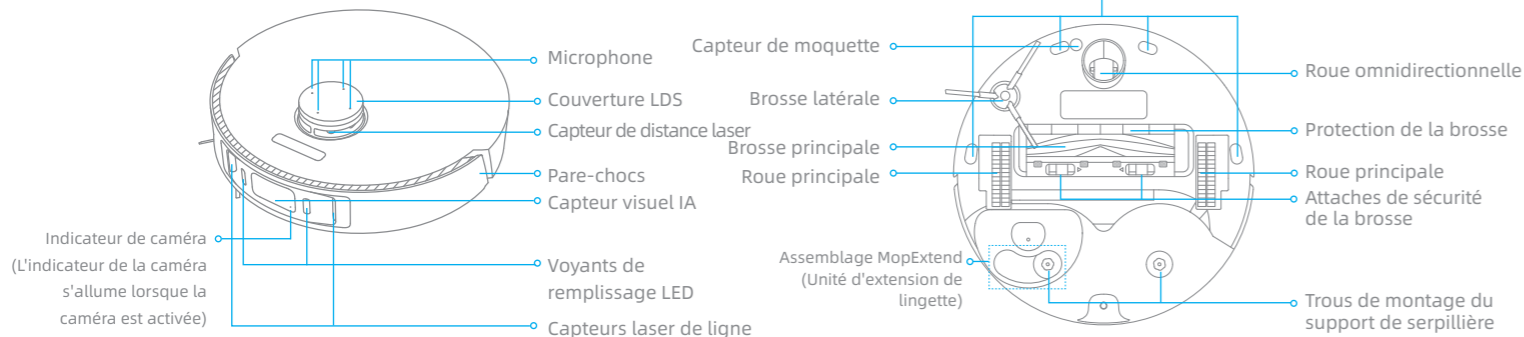 Microphone
Couverture LDS
Capteur de distance laser
Pare-chocs
Capteur visuel IA
Indicateur de caméra
(L'indicateur de la caméra
s'allume lorsque la
caméra est activée)
Voyants de
remplissage LED
Capteurs laser de ligne
Capteur de moquette
Brosse latérale
Brosse principale
Roue principale
Assemblage MopExtend
(Unité d'extension de
lingette)
Roue omnidirectionnelle
Protection de la brosse
Roue principale
Attaches de sécurité
de la brosse
Trous de montage du
support de serpillière